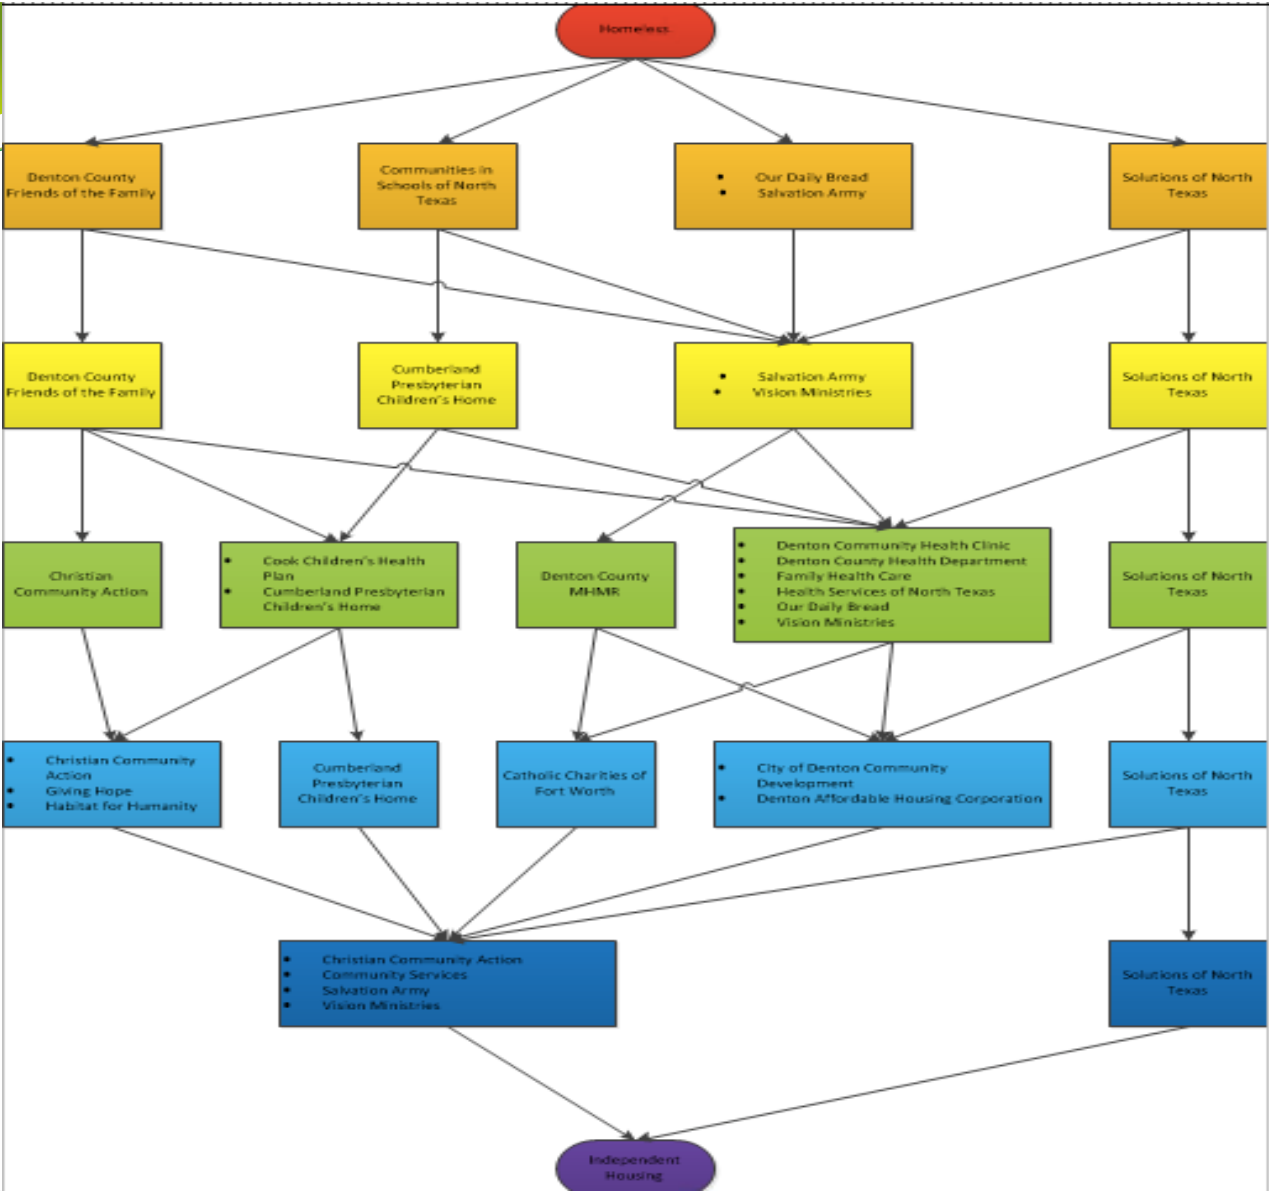 Homeless
Denton County
Friends of the Family
Communities in
Schools of North
Texas
• Our Daily Bread
• Salvation Army
Solutions of North
Texas
Denton County
Friends of the Family
Cumberland
Presbyterian
Children's Home
• Salvation Army
• Vision Ministries
Solutions of North
Texas
Christian
Community Action
• Cook Children's Health
Plan
• Cumberland Presbyterian
Children's Home
Denton County
MHMR
• Denton Community Health Clinic
• Denton County Health Department
• Family Health Care
• Health Services of North Texas
• Our Daily Bread
• Vision Ministries
Solutions of North
Texas
• Christian Community
Action
• Giving Hope
• Habitat for Humanity
Cumberland
Presbyterian
Children's Home
Catholic Charities of
Fort Worth
• City of Denton Community
Development
• Denton Affordable Housing Corporation
Solutions of North
Texas
• Christian Community Action
• Community Services
• Salvation Army
• Vision Ministries
Solutions of North
Texas
Independent
Housing